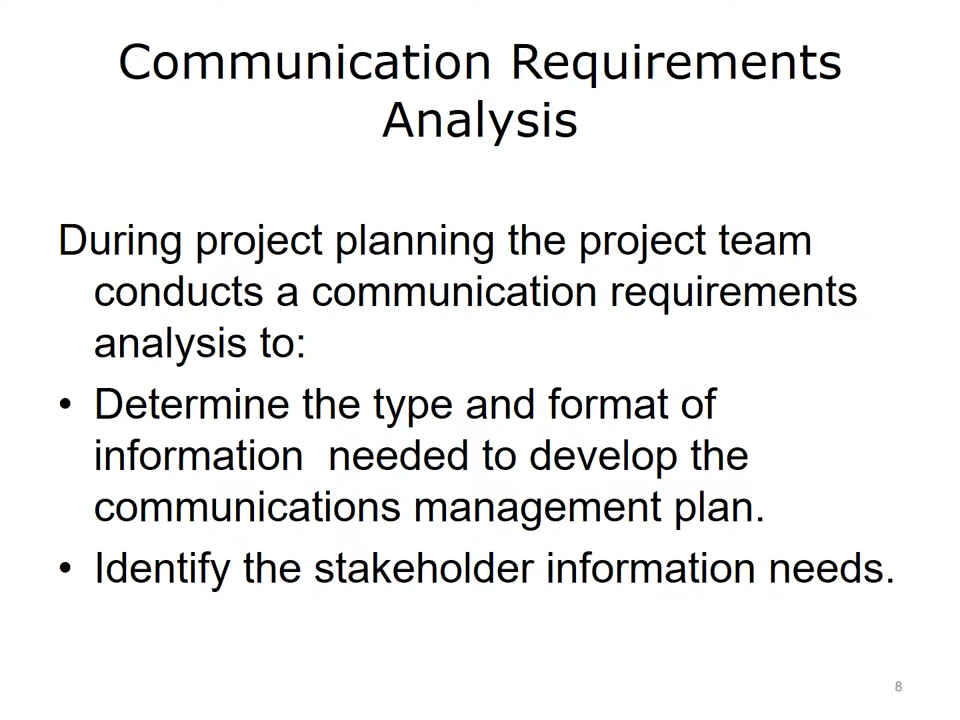 Communication Requirements
Analysis
During project planning the project team
conducts a communication requirements
analysis to:
• Determine the type and format of
information  needed to develop the
communications management plan.
• Identify the stakeholder information needs.
8